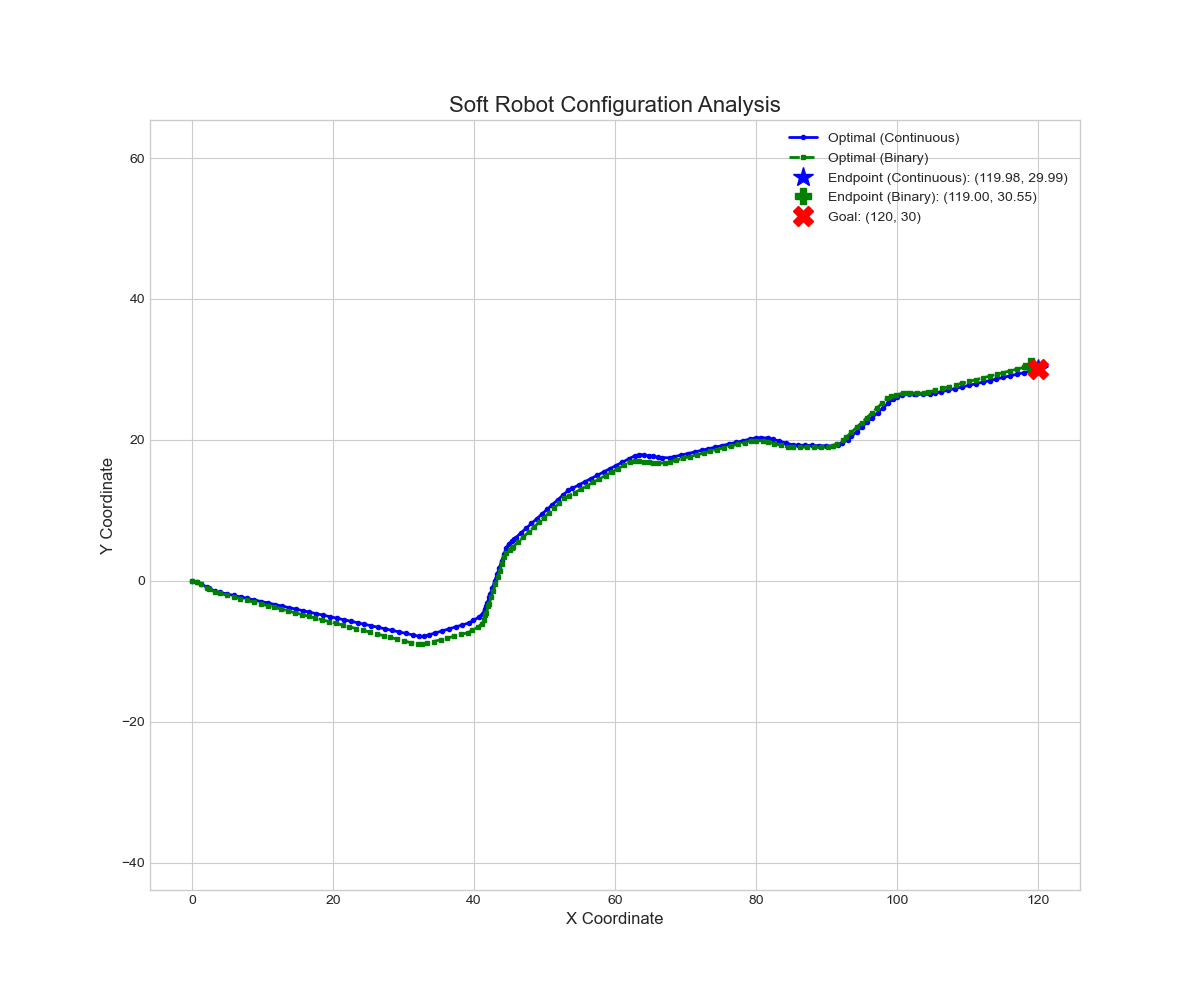 Soft Robot Configuration Analysis
Optimal (Continuous)
Optimal (Binary)
Endpoint (Continuous): (119.98, 29.99)
Endpoint (Binary): (119.00, 30.55)
Goal: (120, 30)
60
40
20
0
−20
−40
Y Coordinate
0 20 40 60 80 100 120
X Coordinate